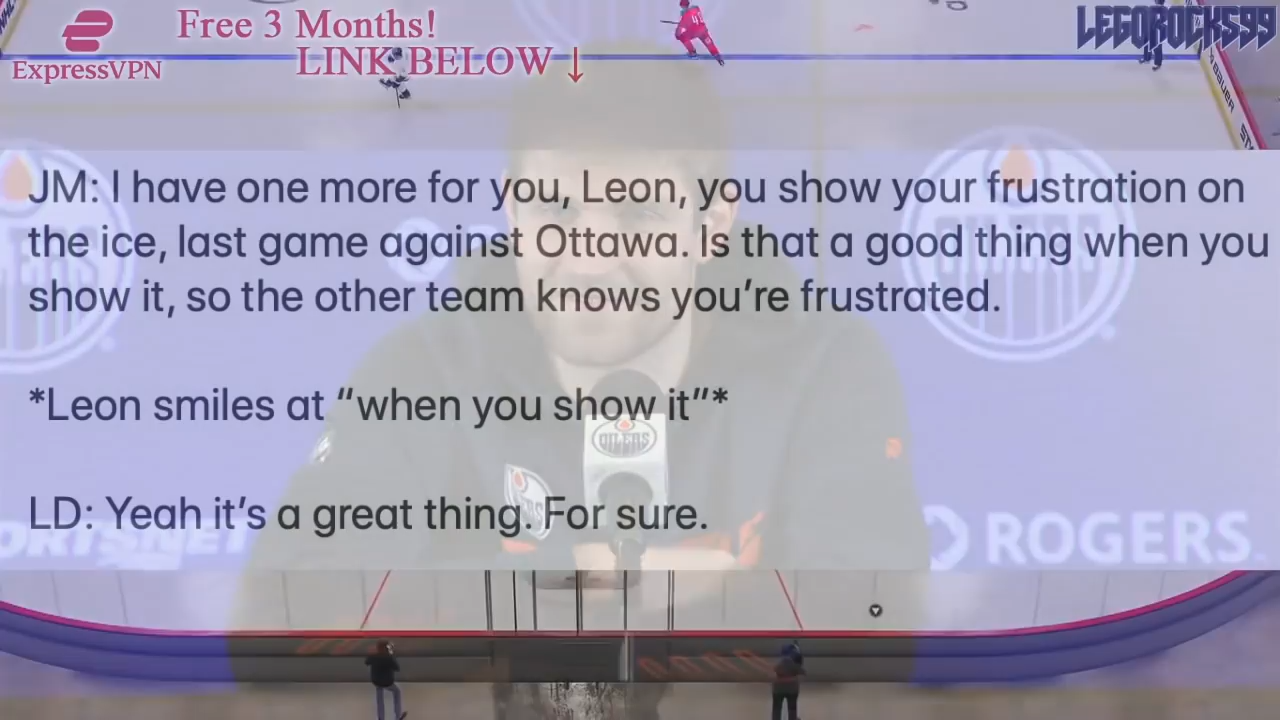 Free 3 Months!
LINK BELOW ↓
ExpressVPN
LEGOROCKS99
BAUER
JM: I have one more for you, Leon, you show your frustration on
the ice, last game against Ottawa. Is that a good thing when you
show it, so the other team knows you’re frustrated.
OILERS
*Leon smiles at “when you show it”*
OILERS
LD: Yeah it’s a great thing. For sure.
ROGERS